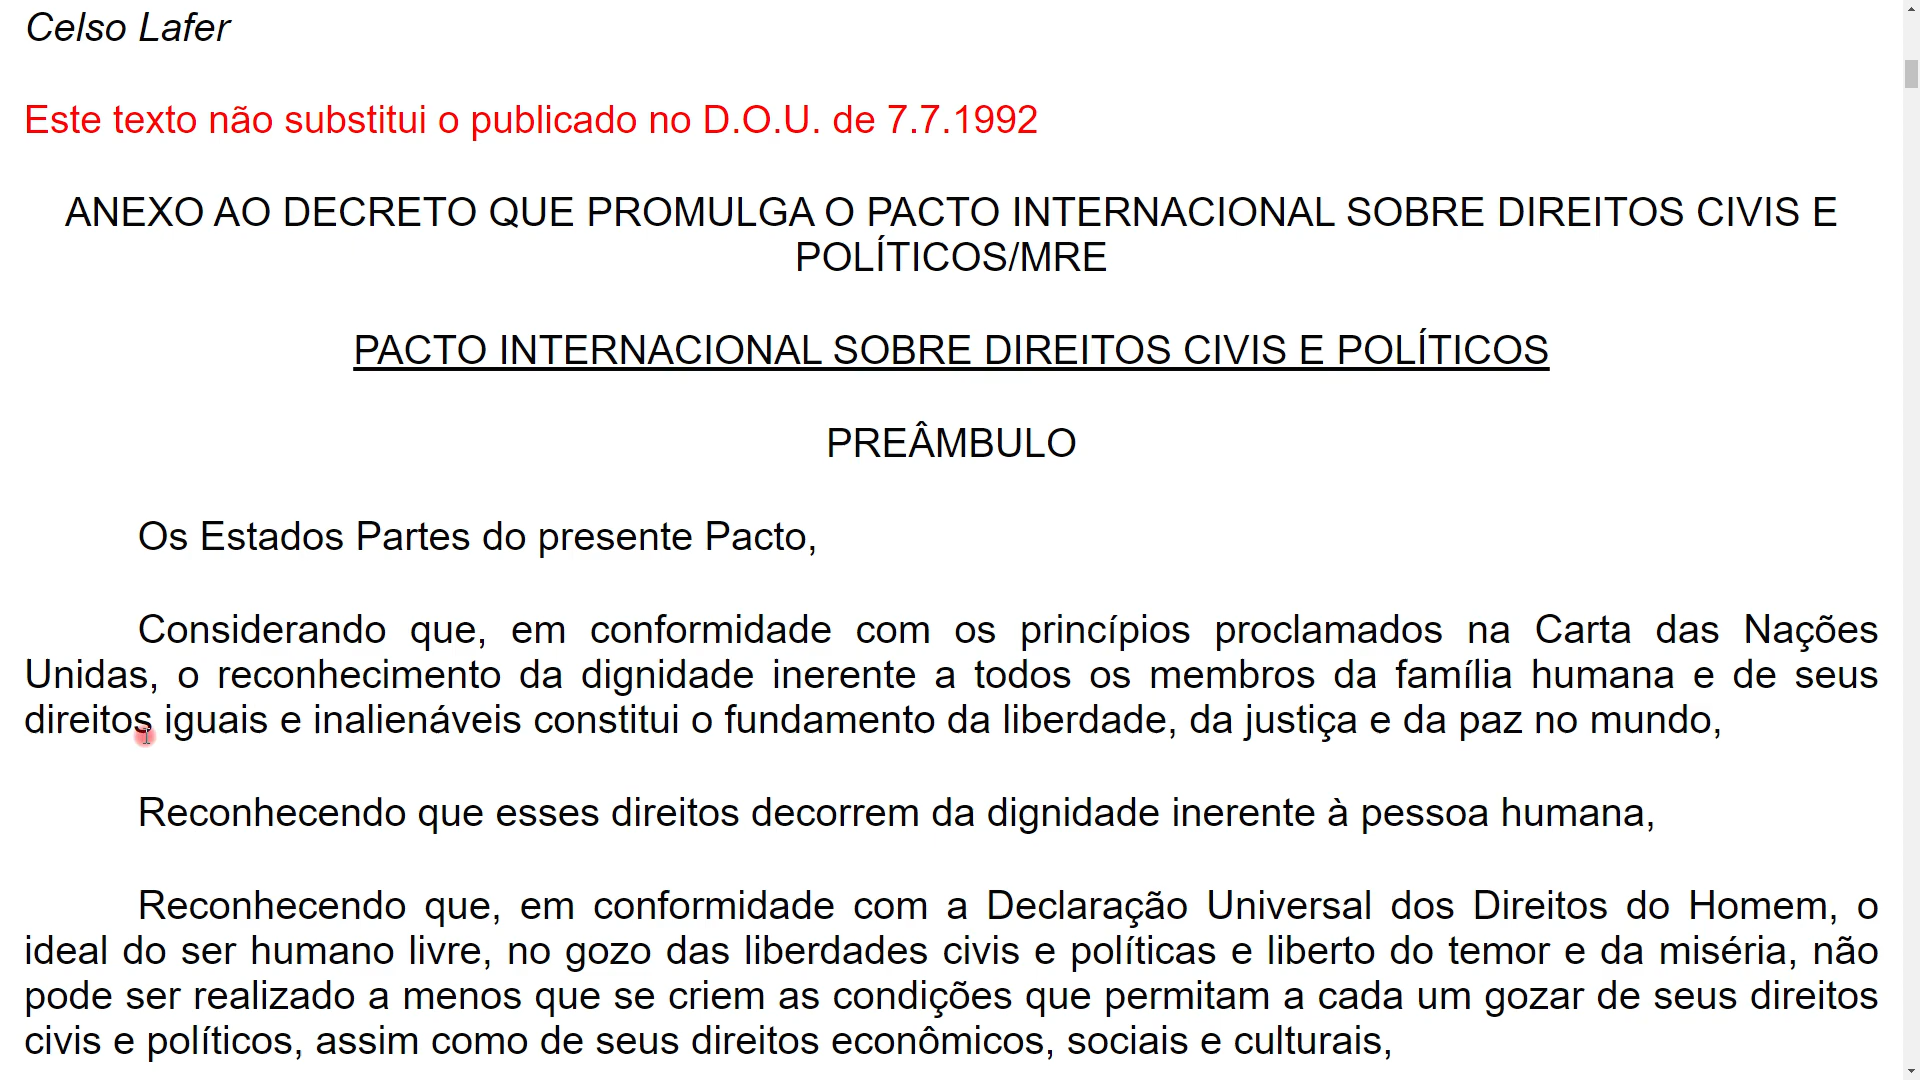 Celso Lafer
Este texto não substitui o publicado no D.O.U. de 7.7.1992
ANEXO AO DECRETO QUE PROMULGA O PACTO INTERNACIONAL SOBRE DIREITOS CIVIS E
POLÍTICOS/MRE
PACTO INTERNACIONAL SOBRE DIREITOS CIVIS E POLÍTICOS
PREÂMBULO
Os Estados Partes do presente Pacto,
Considerando que, em conformidade com os princípios proclamados na Carta das Nações
Unidas, o reconhecimento da dignidade inerente a todos os membros da família humana e de seus
direitos iguais e inalienáveis constitui o fundamento da liberdade, da justiça e da paz no mundo,
Reconhecendo que esses direitos decorrem da dignidade inerente à pessoa humana,
Reconhecendo que, em conformidade com a Declaração Universal dos Direitos do Homem, o
ideal do ser humano livre, no gozo das liberdades civis e políticas e liberto do temor e da miséria, não
pode ser realizado a menos que se criem as condições que permitam a cada um gozar de seus direitos
civis e políticos, assim como de seus direitos econômicos, sociais e culturais,